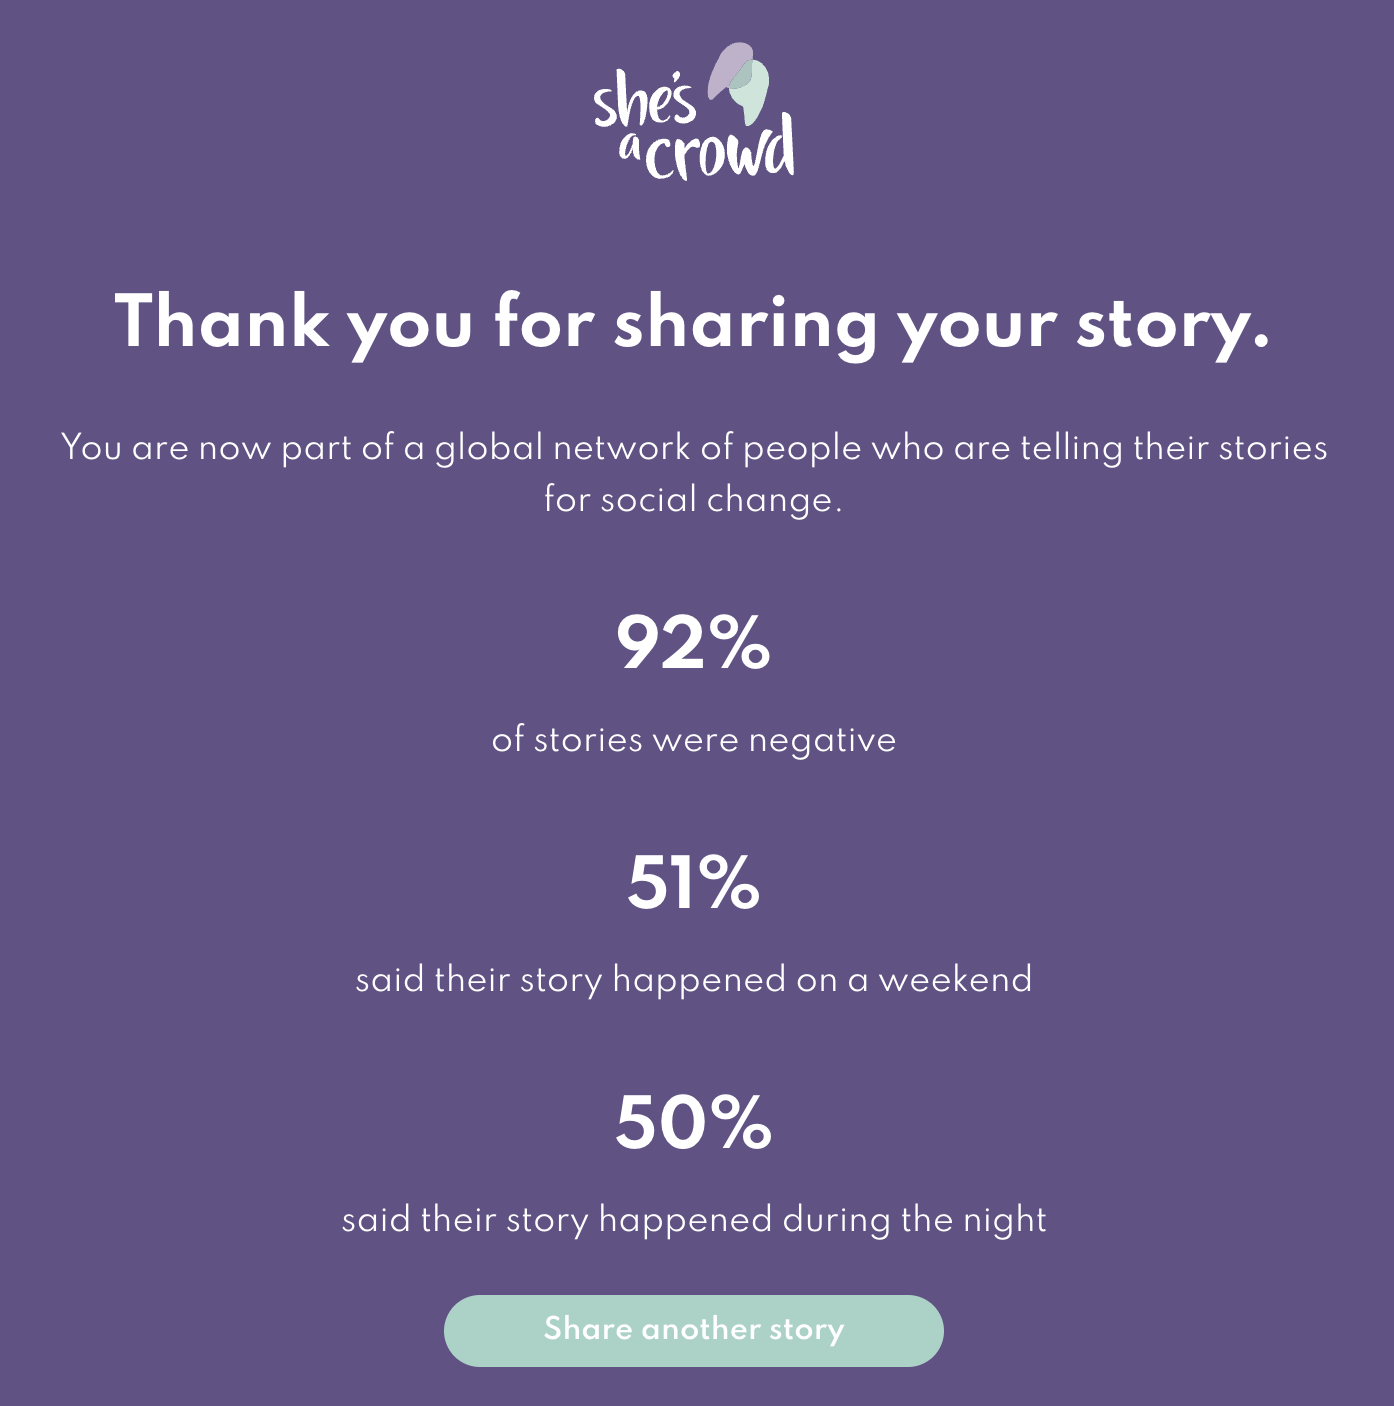 she's
a crowd
Thank you for sharing your story.
You are now part of a global network of people who are telling their stories
for social change.
92%
of stories were negative
51%
said their story happened on a weekend
50%
said their story happened during the night
Share another story